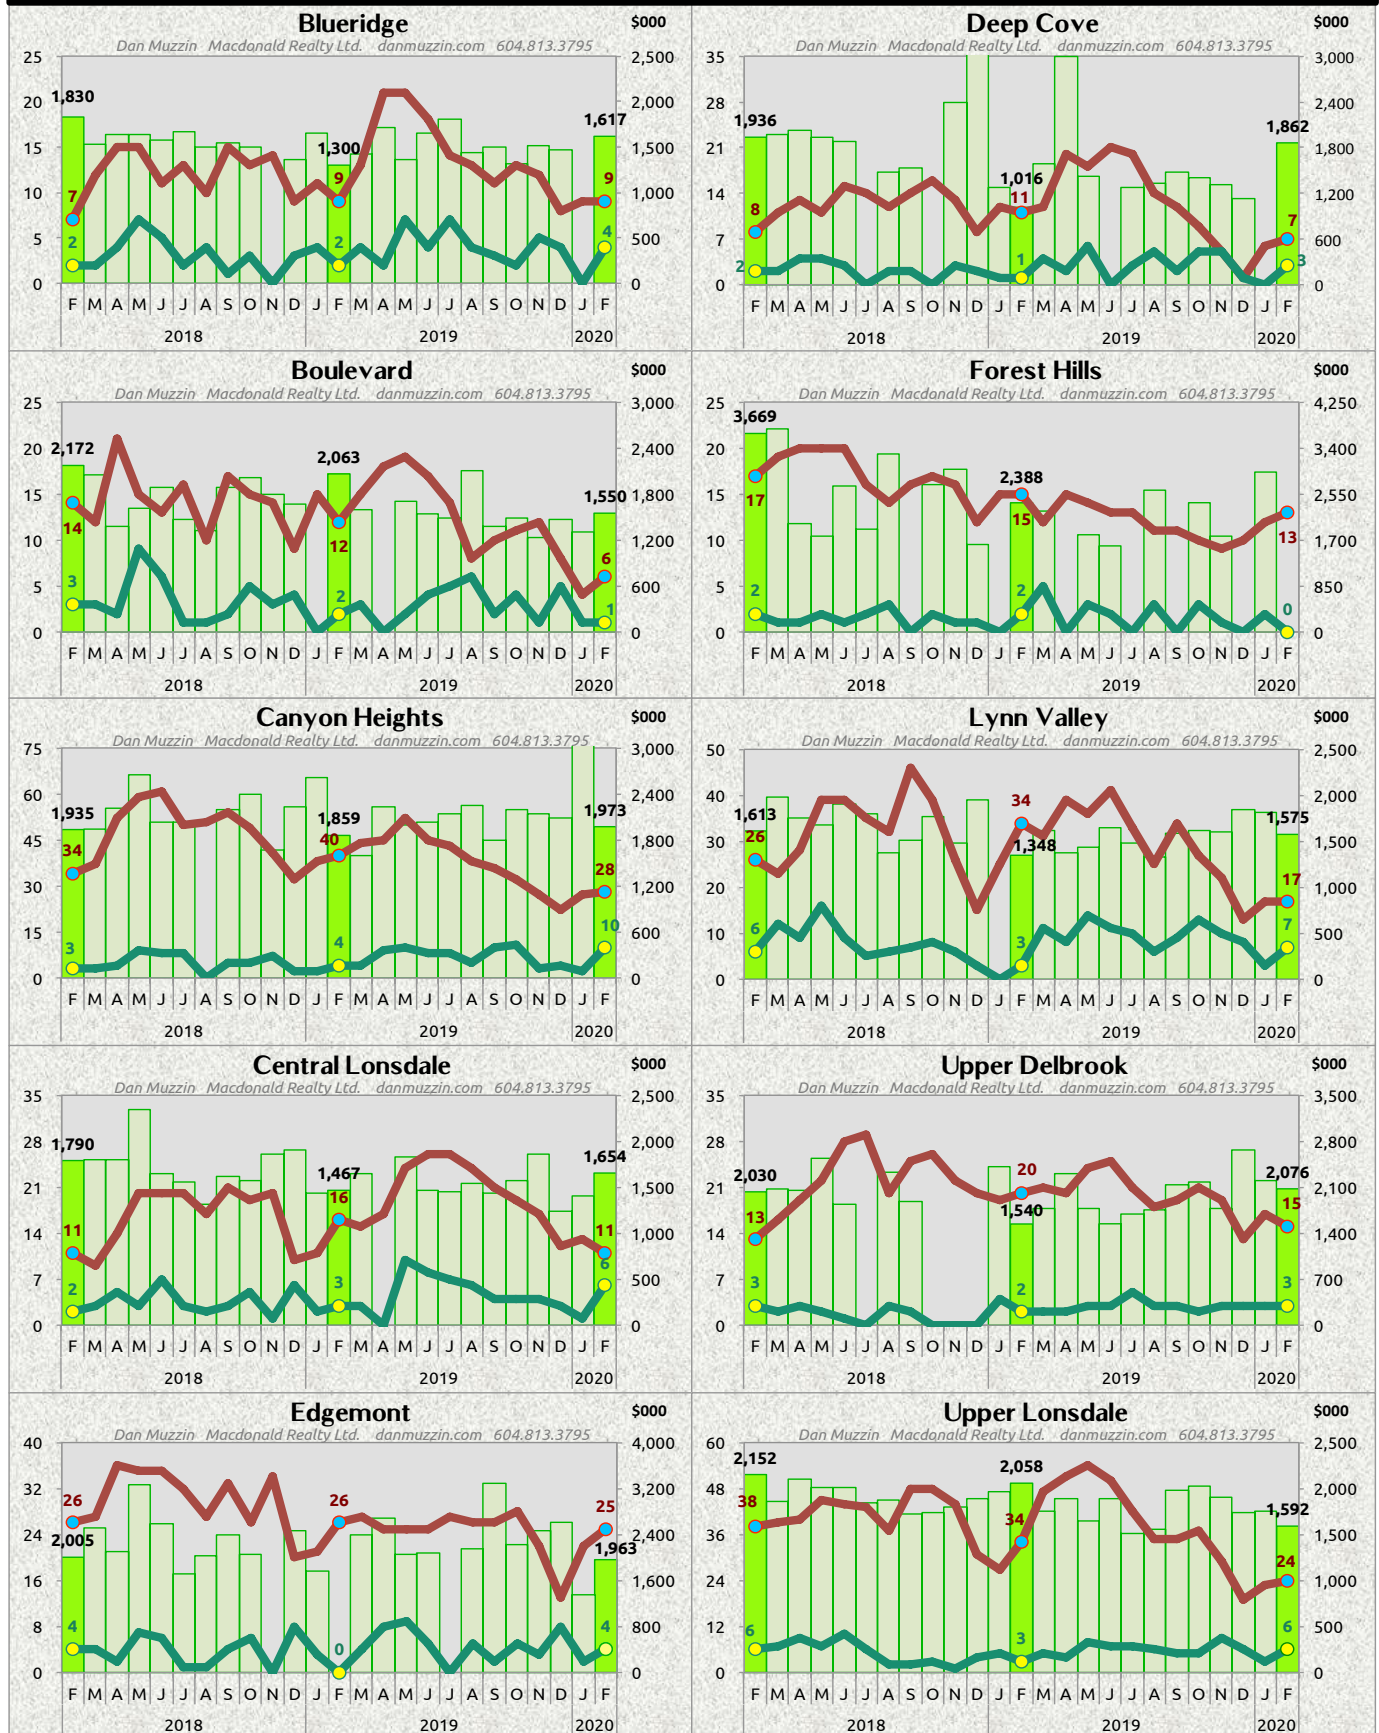 Blueridge $000
Dan Muzzin Macdonald Realty Ltd. danmuzzin.com 604.813.3795
25 2,500
20 2,000
15 1,500
10 1,000
5 500
0 0
1,830 1,300 1,617
7 9 9
2 2 4
F M A M J J A S O N D J F M A M J J A S O N D J F
2018 2019 2020
Deep Cove $000
Dan Muzzin Macdonald Realty Ltd. danmuzzin.com 604.813.3795
35 3,000
28 2,400
21 1,800
14 1,200
7 600
0 0
1,936 1,016 1,862
8 11 7
2 1 3
F M A M J J A S O N D J F M A M J J A S O N D J F
2018 2019 2020
Boulevard $000
Dan Muzzin Macdonald Realty Ltd. danmuzzin.com 604.813.3795
25 3,000
20 2,400
15 1,800
10 1,200
5 600
0 0
2,172 2,063 1,550
14 12 6
3 2 1
F M A M J J A S O N D J F M A M J J A S O N D J F
2018 2019 2020
Forest Hills $000
Dan Muzzin Macdonald Realty Ltd. danmuzzin.com 604.813.3795
25 4,250
20 3,400
15 2,550
10 1,700
5 850
0 0
3,669 2,388
17 15 13
2 2 0
F M A M J J A S O N D J F M A M J J A S O N D J F
2018 2019 2020
Canyon Heights $000
Dan Muzzin Macdonald Realty Ltd. danmuzzin.com 604.813.3795
75 3,000
60 2,400
45 1,800
30 1,200
15 600
0 0
1,935 1,859 1,973
34 40 28
3 4 10
F M A M J J A S O N D J F M A M J J A S O N D J F
2018 2019 2020
Lynn Valley $000
Dan Muzzin Macdonald Realty Ltd. danmuzzin.com 604.813.3795
50 2,500
40 2,000
30 1,500
20 1,000
10 500
0 0
1,613 1,348 1,575
26 34 17
6 3 7
F M A M J J A S O N D J F M A M J J A S O N D J F
2018 2019 2020
Central Lonsdale $000
Dan Muzzin Macdonald Realty Ltd. danmuzzin.com 604.813.3795
35 2,500
28 2,000
21 1,500
14 1,000
7 500
0 0
1,790 1,467 1,654
11 16 11
2 3 6
F M A M J J A S O N D J F M A M J J A S O N D J F
2018 2019 2020
Upper Delbrook $000
Dan Muzzin Macdonald Realty Ltd. danmuzzin.com 604.813.3795
35 3,500
28 2,800
21 2,100
14 1,400
7 700
0 0
2,030 1,540 2,076
13 20 15
3 2 3
F M A M J J A S O N D J F M A M J J A S O N D J F
2018 2019 2020
Edgemont $000
Dan Muzzin Macdonald Realty Ltd. danmuzzin.com 604.813.3795
40 4,000
32 3,200
24 2,400
16 1,600
8 800
0 0
26 26 25
2,005 1,963
4 0 4
F M A M J J A S O N D J F M A M J J A S O N D J F
2018 2019 2020
Upper Lonsdale $000
Dan Muzzin Macdonald Realty Ltd. danmuzzin.com 604.813.3795
60 2,500
48 2,000
36 1,500
24 1,000
12 500
0 0
2,152 2,058 1,592
38 34 24
6 3 6
F M A M J J A S O N D J F M A M J J A S O N D J F
2018 2019 2020